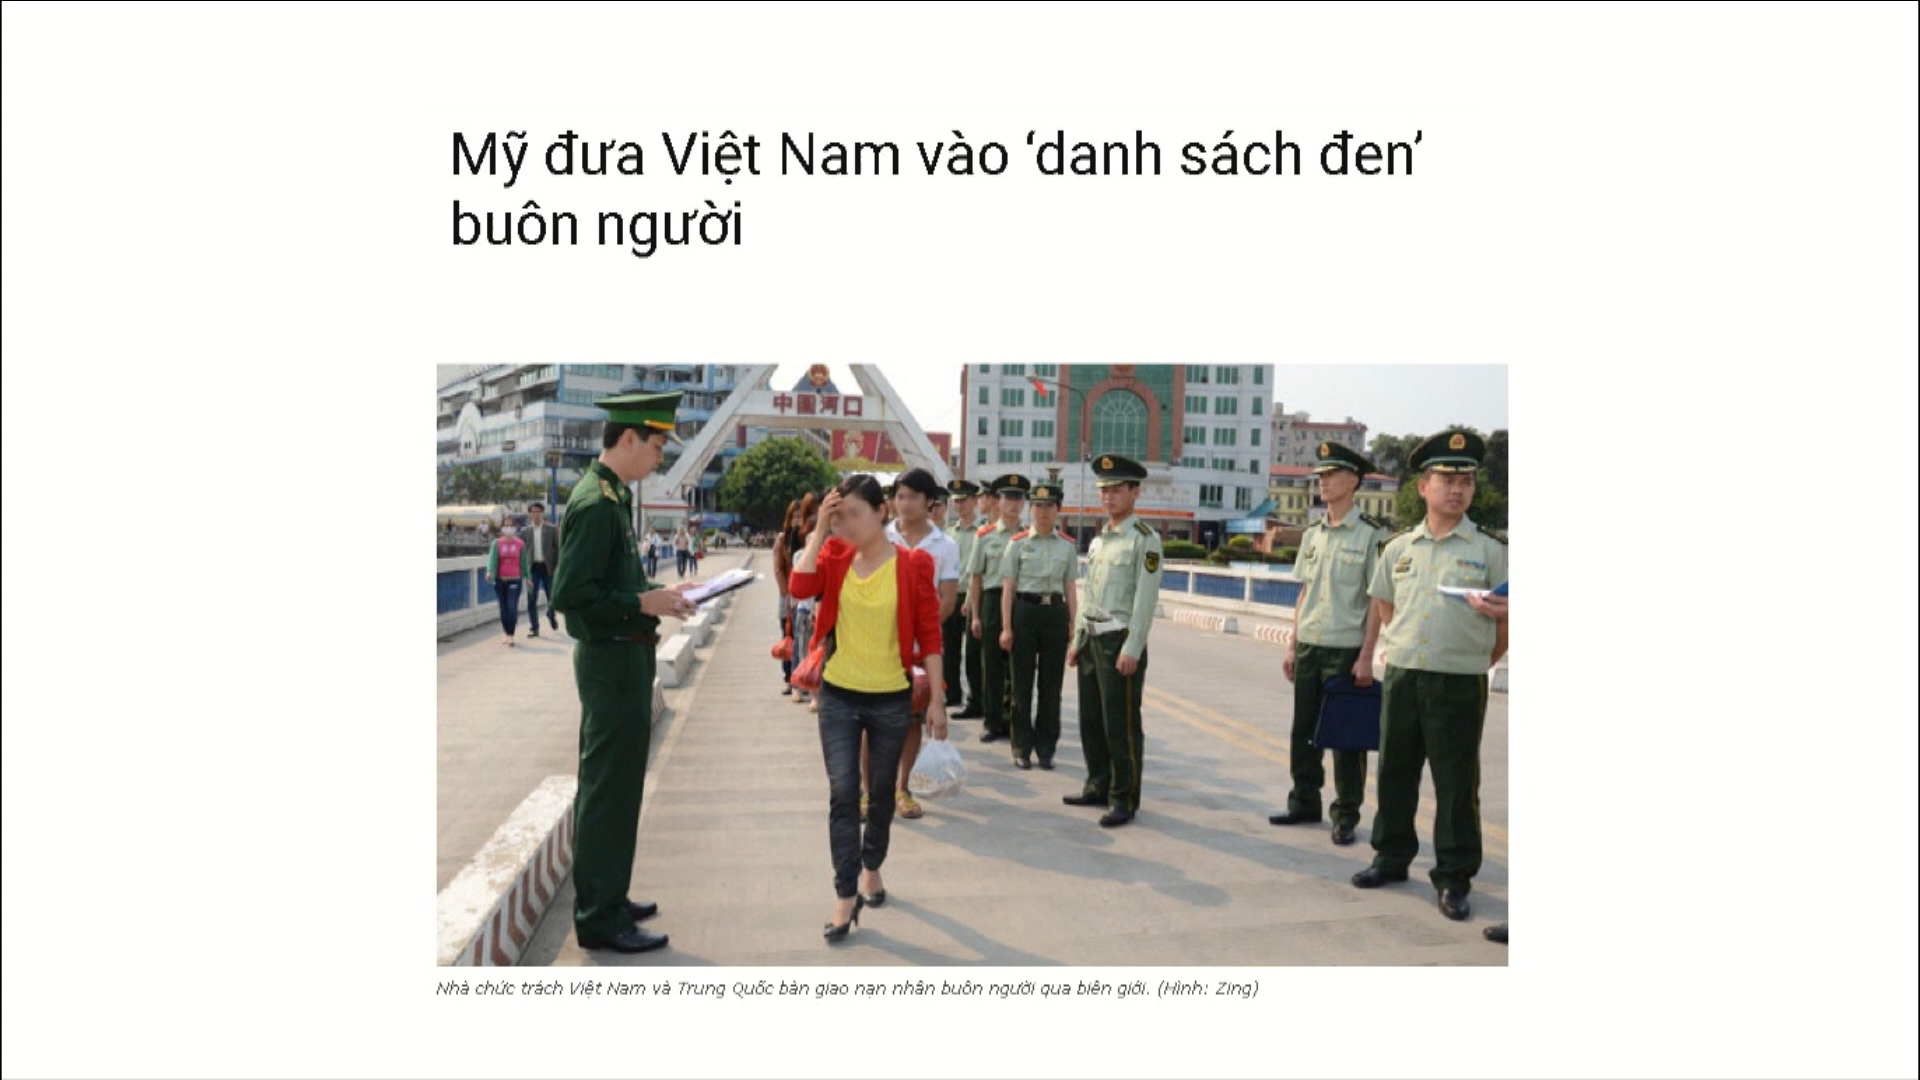 Mỹ đưa Việt Nam vào ‘danh sách đen’
buôn người
中国河口
Nhà chức trách Việt Nam và Trung Quốc bàn giao nạn nhân buôn người qua biên giới. (Hình: Zing)